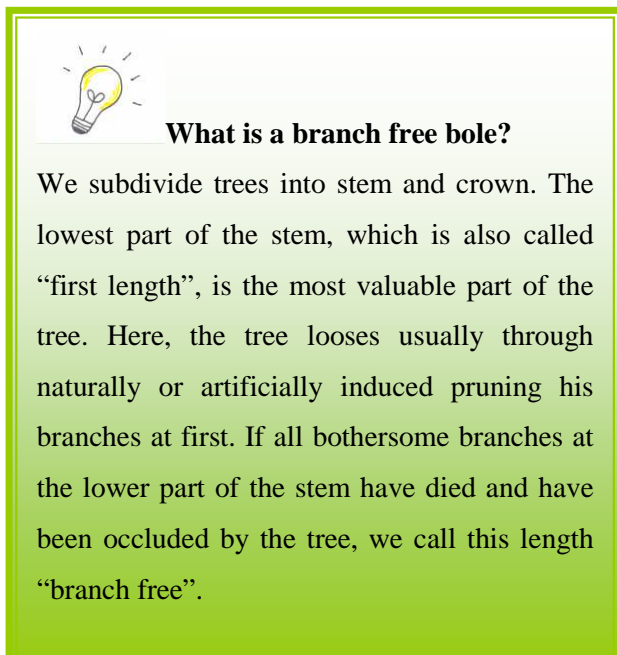 What is a branch free bole?
We subdivide trees into stem and crown. The
lowest part of the stem, which is also called
“first length”, is the most valuable part of the
tree. Here, the tree looses usually through
naturally or artificially induced pruning his
branches at first. If all bothersome branches at
the lower part of the stem have died and have
been occluded by the tree, we call this length
“branch free”.